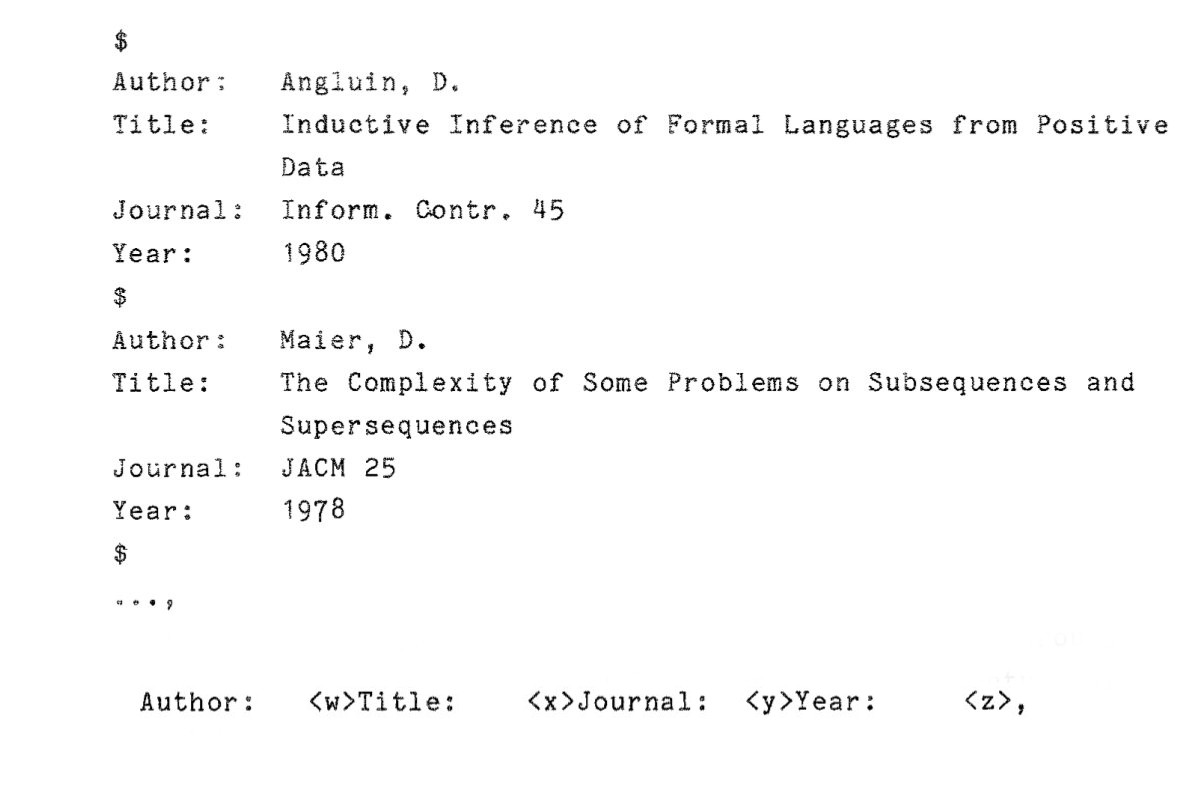 $
Author: Angluin, D.
Title: Inductive Inference of Formal Languages from Positive
Data
Journal: Inform. Contr. 45
Year: 1980
$
Author: Maier, D.
Title: The Complexity of Some Problems on Subsequences and
Supersequences
Journal: JACM 25
Year: 1978
$
...,
Author: <w>Title: <x>Journal: <y>Year: <z>,